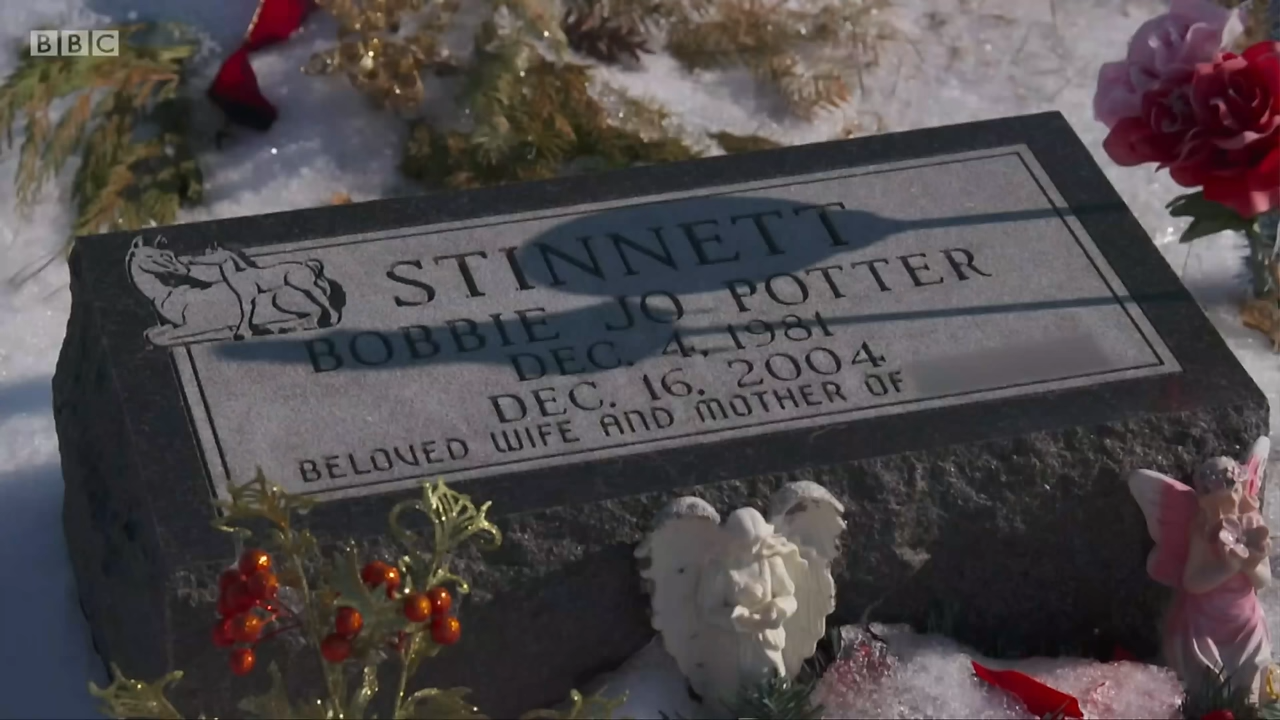 BBC
STINNETT
BOBBIE JO POTTER
DEC. 4, 1981
DEC. 16, 2004
BELOVED WIFE AND MOTHER OF